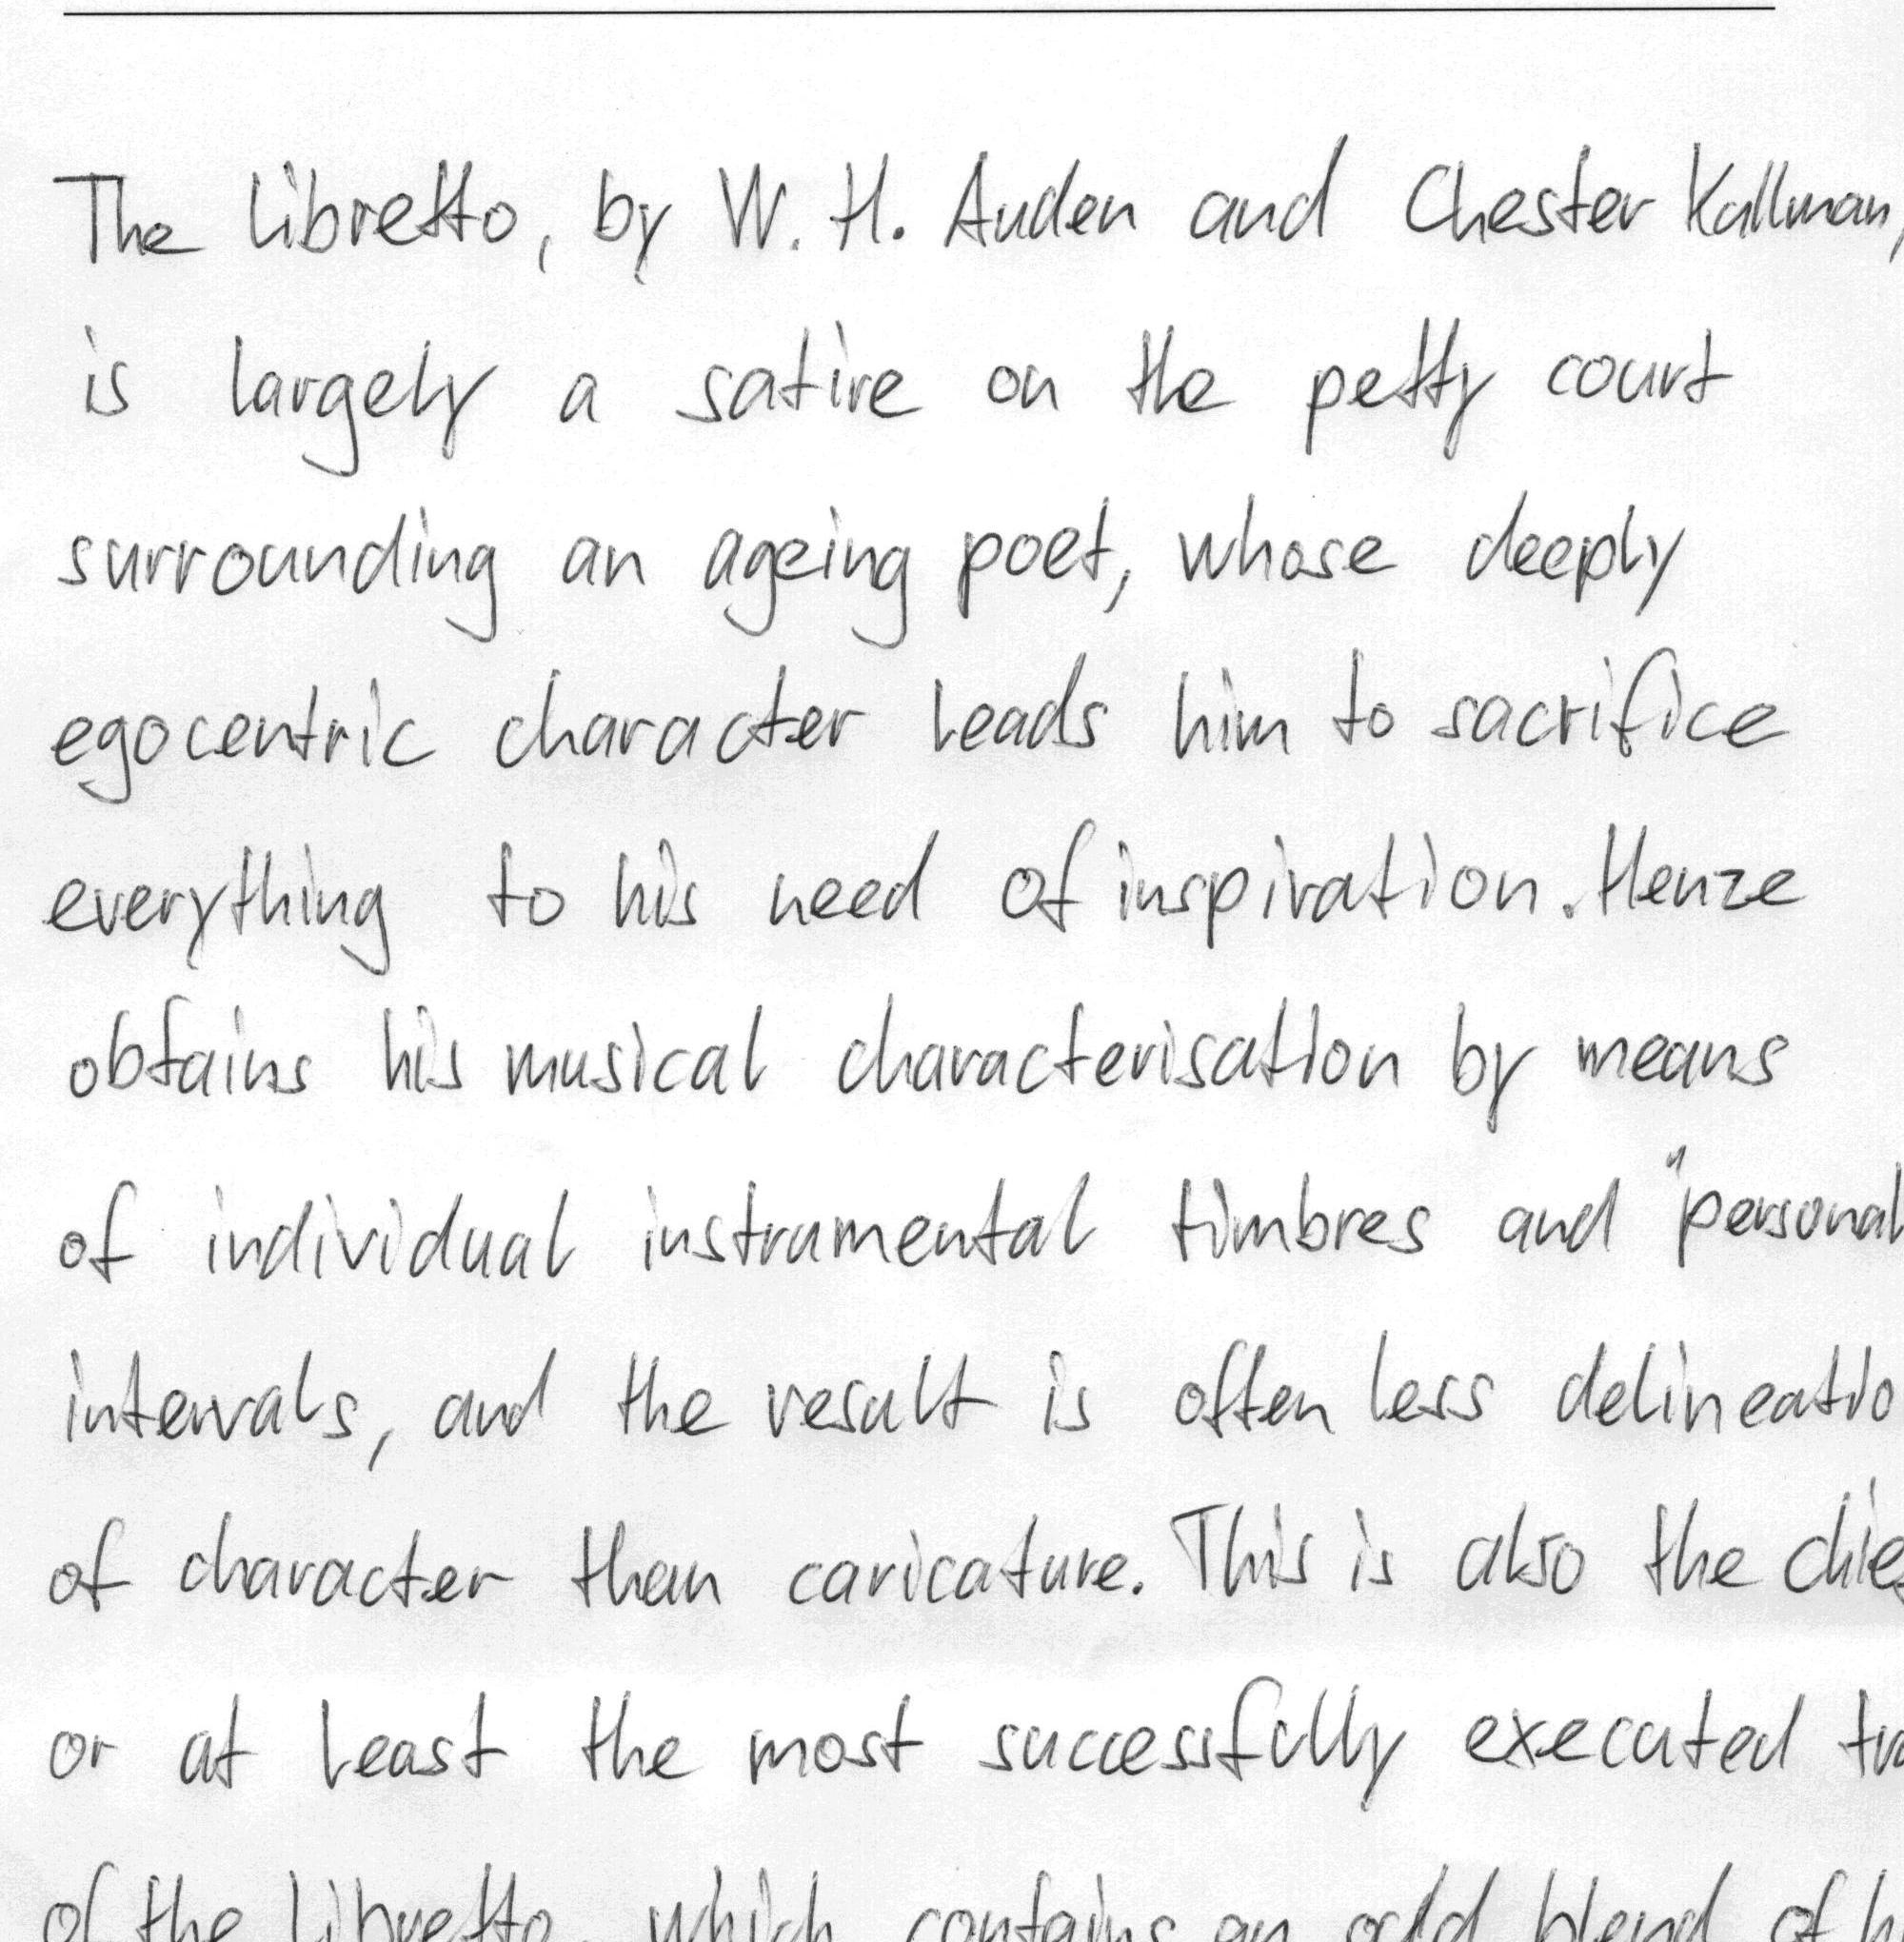 The libretto, by W. H. Auden and Chester Kallman,
is largely a satire on the petty court
surrounding an ageing poet, whose deeply
egocentric character leads him to sacrifice
everything to his need of inspiration. Henze
obtains his musical characterisation by means
of individual instrumental timbres and "personal
intervals, and the result is often less delineatio
of character than caricature. This is also the
or at least the most successfully executed
of the libretto, which contains an odd blend of